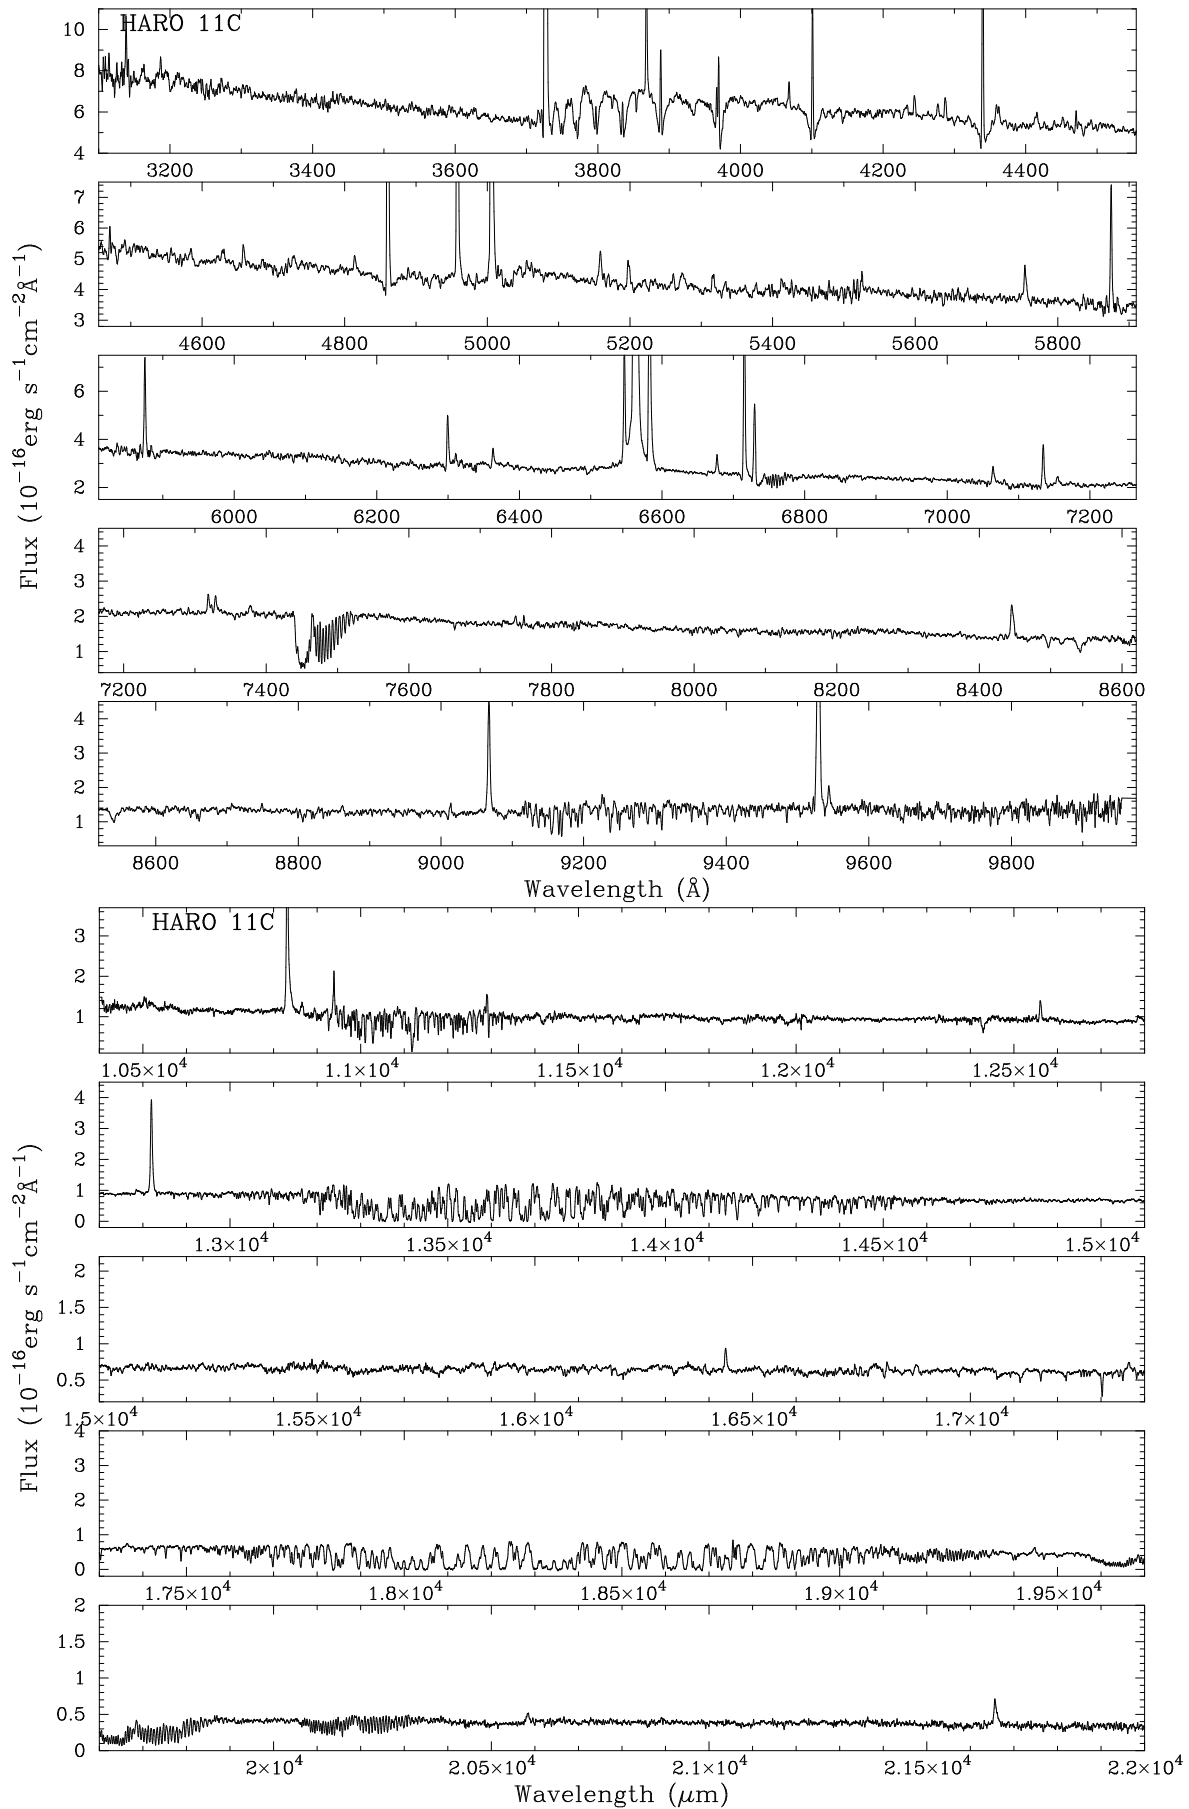 HARO 11C
10
8
6
4
3200 3400 3600 3800 4000 4200 4400
7
6
5
4
3
4600 4800 5000 5200 5400 5600 5800
6
4
2
6000 6200 6400 6600 6800 7000 7200
4
3
2
1
7200 7400 7600 7800 8000 8200 8400 8600
4
3
2
1
8600 8800 9000 9200 9400 9600 9800
Wavelength (Å)
Flux (10⁻¹⁶erg s⁻¹cm⁻²Å⁻¹)
HARO 11C
3
2
1
1.05×10⁴ 1.1×10⁴ 1.15×10⁴ 1.2×10⁴ 1.25×10⁴
4
3
2
1
0
1.3×10⁴ 1.35×10⁴ 1.4×10⁴ 1.45×10⁴ 1.5×10⁴
2
1.5
1
0.5
1.5×10⁴ 1.55×10⁴ 1.6×10⁴ 1.65×10⁴ 1.7×10⁴
4
3
2
1
0
1.75×10⁴ 1.8×10⁴ 1.85×10⁴ 1.9×10⁴ 1.95×10⁴
2
1.5
1
0.5
0
2×10⁴ 2.05×10⁴ 2.1×10⁴ 2.15×10⁴ 2.2×10⁴
Wavelength (μm)
Flux (10⁻¹⁶erg s⁻¹cm⁻²Å⁻¹)